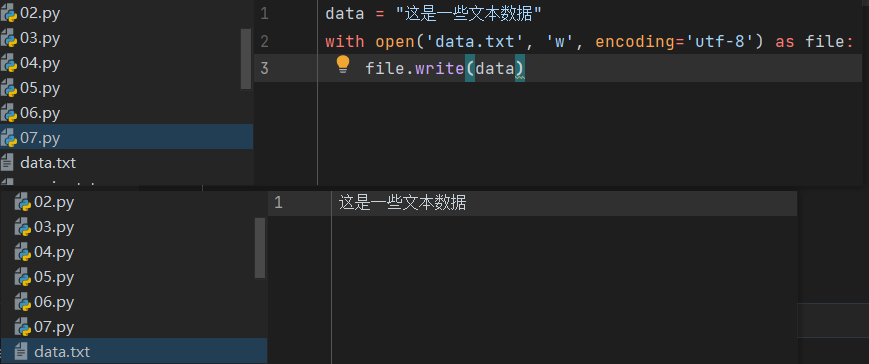 02.py
03.py
04.py
05.py
06.py
07.py
data.txt
1 data = "这是一些文本数据"
2 with open('data.txt', 'w', encoding='utf-8') as file:
3 file.write(data)
02.py
03.py
04.py
05.py
06.py
07.py
data.txt
1 这是一些文本数据